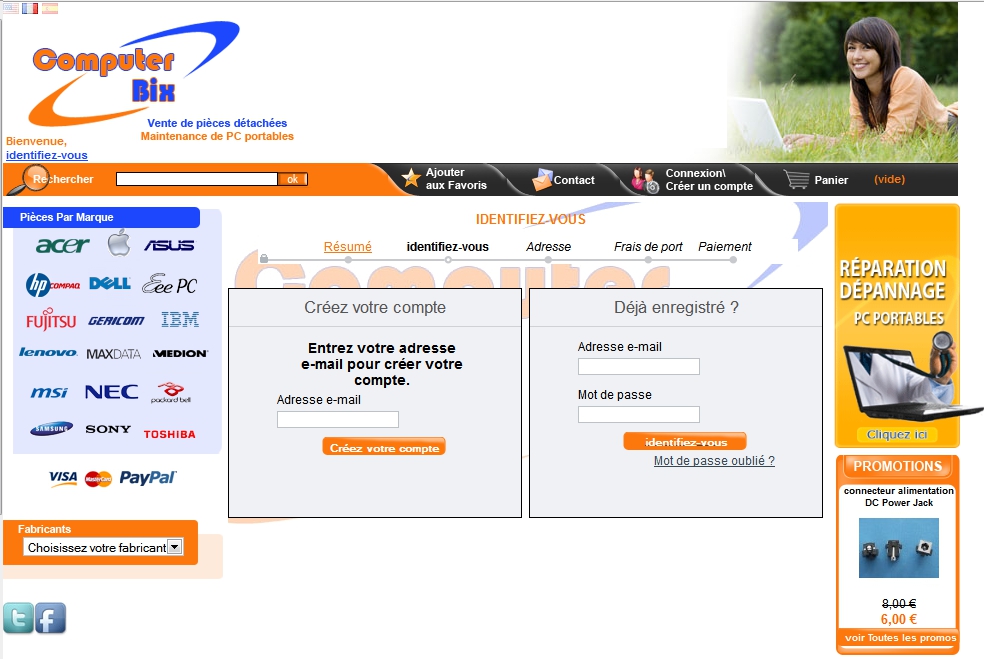 Computer
Bix
Vente de pièces détachées
Maintenance de PC portables
Bienvenue,
identifiez-vous
Rechercher
ok
Ajouter
aux Favoris
Contact
Connexion\
Créer un compte
Panier
(vide)
Pièces Par Marque
acer
ASUS
hp COMPAQ
DELL
Eee PC
FUJITSU
GERICOM
IBM
lenovo.
MAXDATA
MEDION
msi
NEC
packard bell
SAMSUNG
SONY
TOSHIBA
VISA
MasterCard
PayPal
Fabricants
Choisissez votre fabricant
IDENTIFIEZ-VOUS
Résumé
identifiez-vous
Adresse
Frais de port
Paiement
Computer
Créez votre compte
Entrez votre adresse
e-mail pour créer votre
compte.
Adresse e-mail
Créez votre compte
Déjà enregistré ?
Adresse e-mail
Mot de passe
identifiez-vous
Mot de passe oublié ?
RÉPARATION
DÉPANNAGE
PC PORTABLES
Cliquez ici
PROMOTIONS
connecteur alimentation
DC Power Jack
8,00 €
6,00 €
voir Toutes les promos
t
f